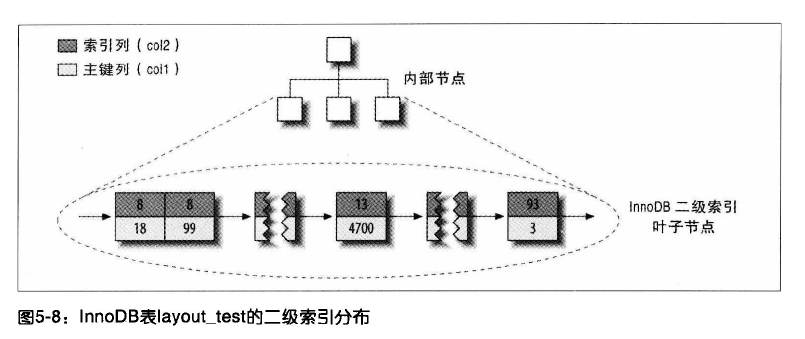 索引列（col2）
主键列（col1）
内部节点
8 8 13 93
18 99 4700 3
InnoDB 二级索引
叶子节点
图5-8：InnoDB表layout_test的二级索引分布